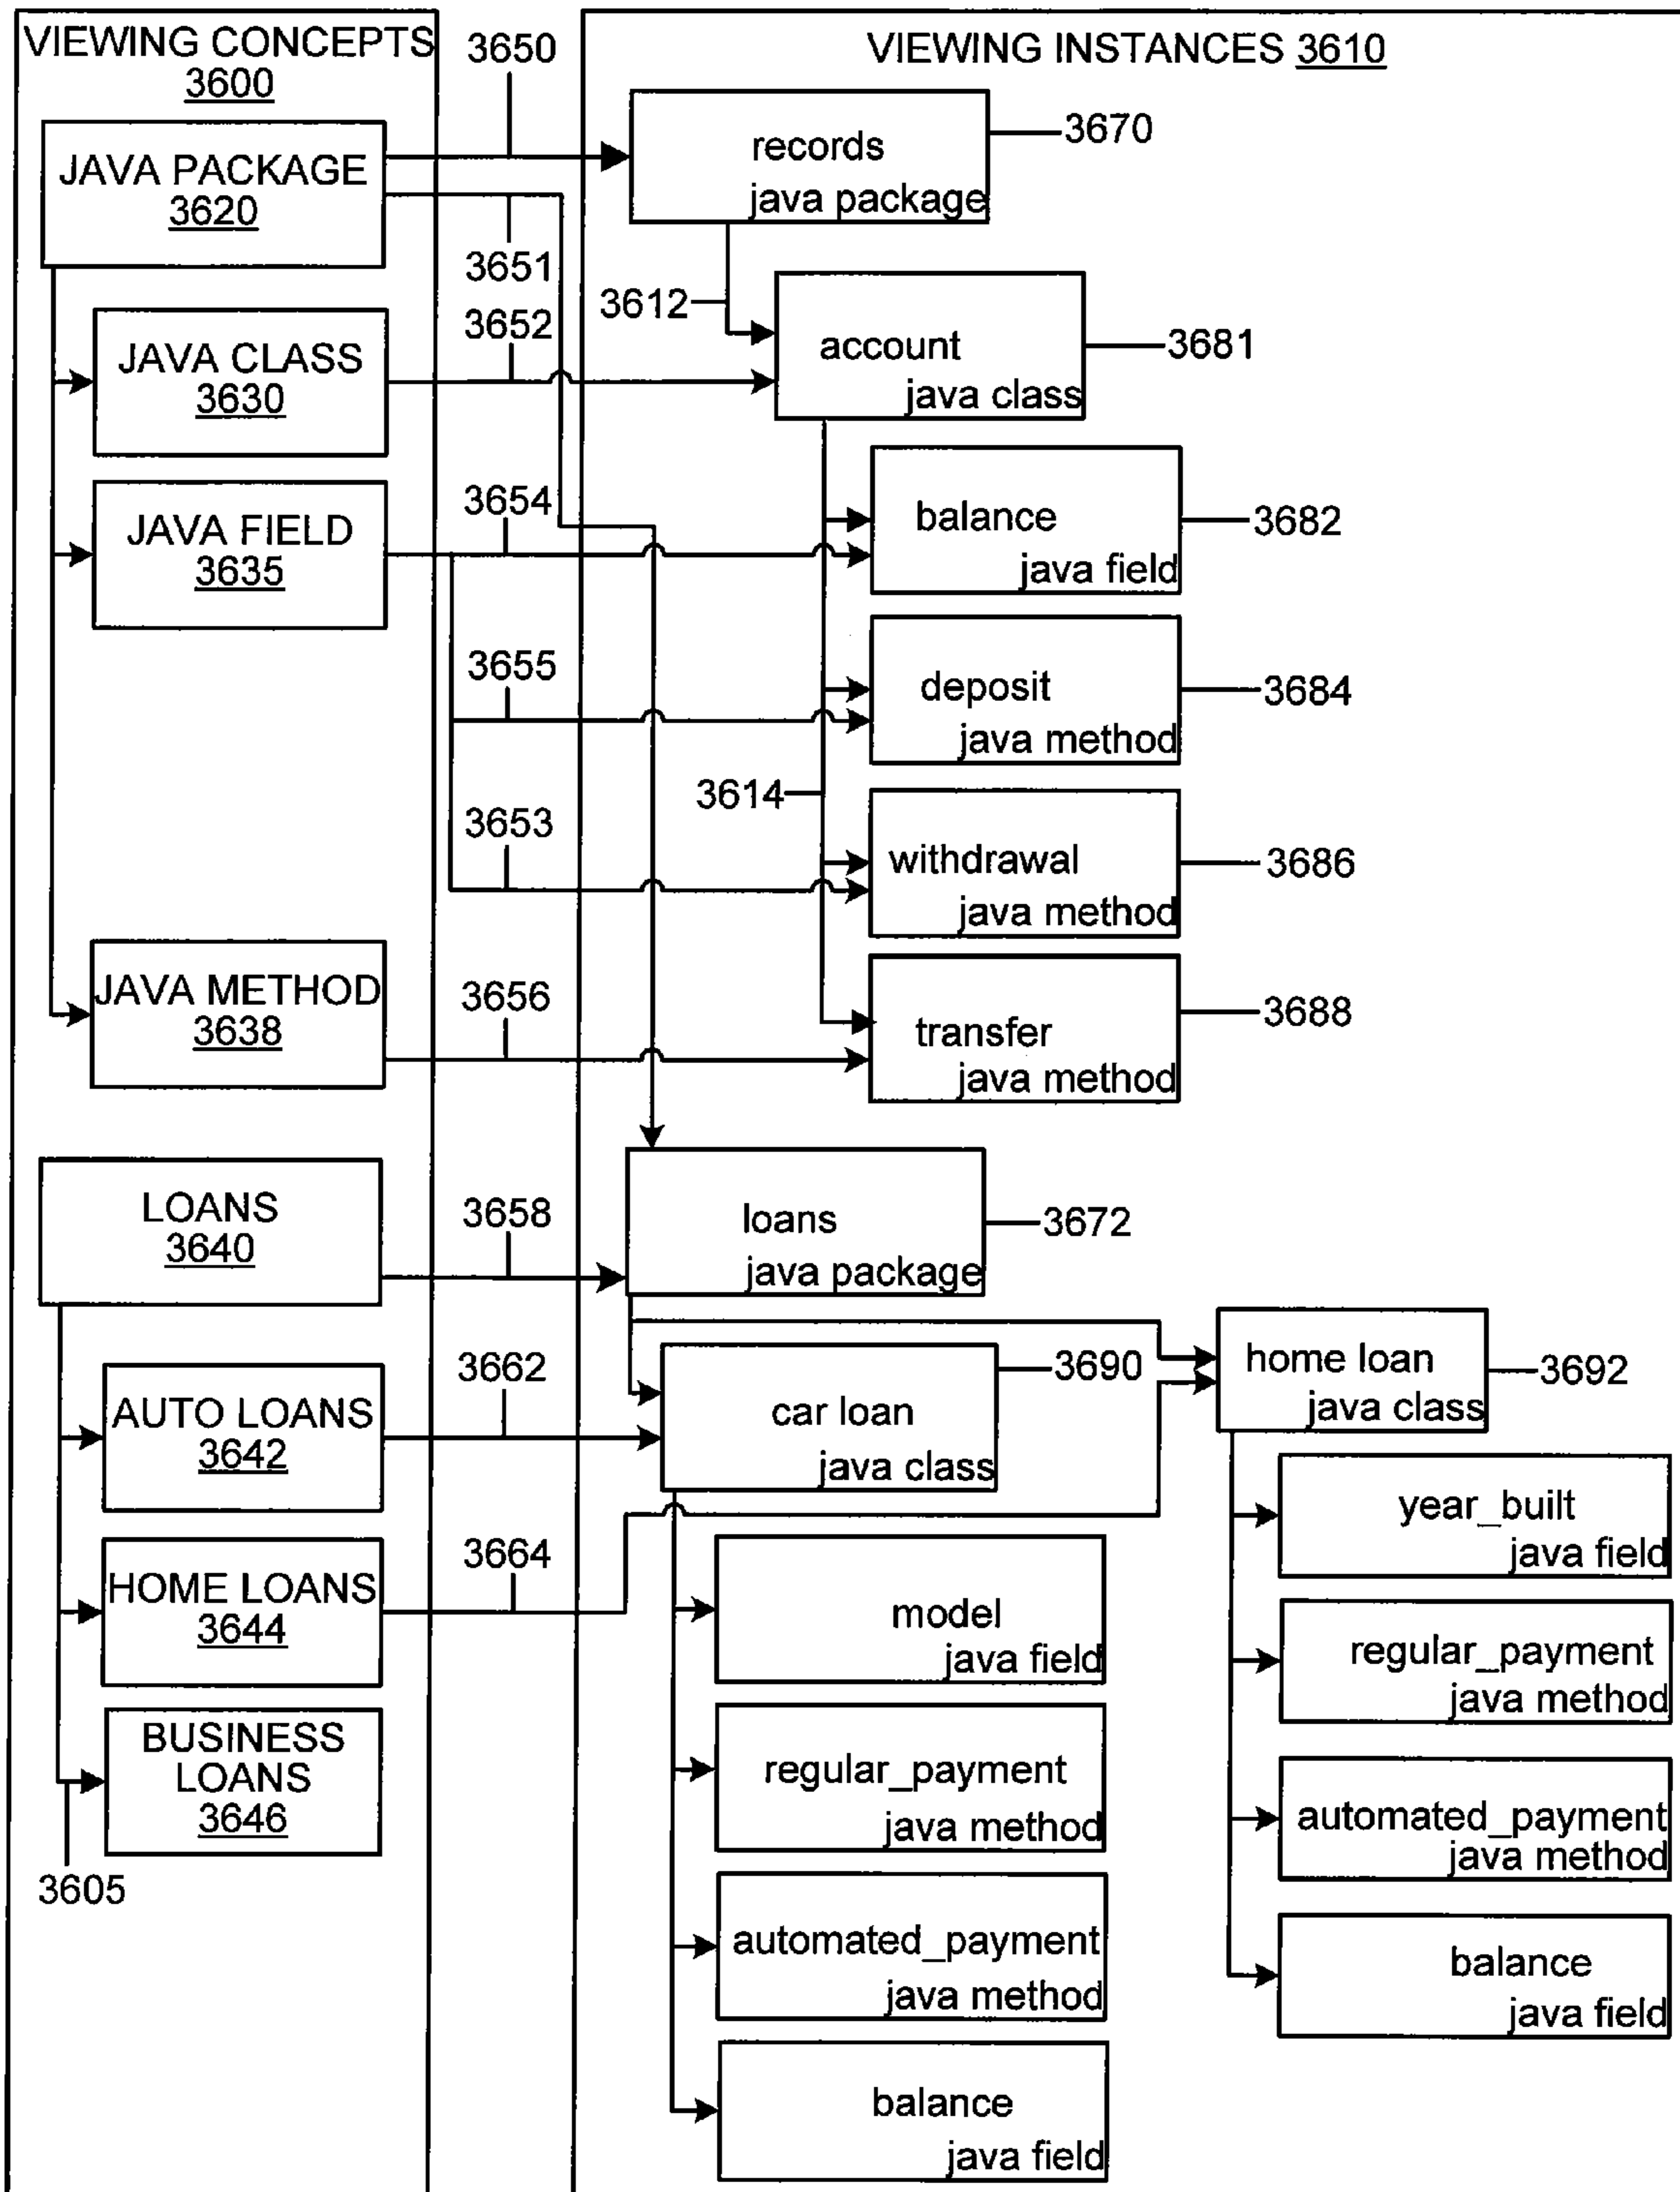 VIEWING CONCEPTS
3600
JAVA PACKAGE
3620
JAVA CLASS
3630
JAVA FIELD
3635
JAVA METHOD
3638
LOANS
3640
AUTO LOANS
3642
HOME LOANS
3644
BUSINESS
LOANS
3646
3605
3650
3651
3652
3654
3655
3653
3656
3658
3662
3664
VIEWING INSTANCES 3610
records
java package
3670
3612
account
java class
3681
balance
java field
3682
deposit
java method
3684
3614
withdrawal
java method
3686
transfer
java method
3688
loans
java package
3672
car loan
java class
3690
model
java field
regular_payment
java method
automated_payment
java method
balance
java field
home loan
java class
3692
year_built
java field
regular_payment
java method
automated_payment
java method
balance
java field